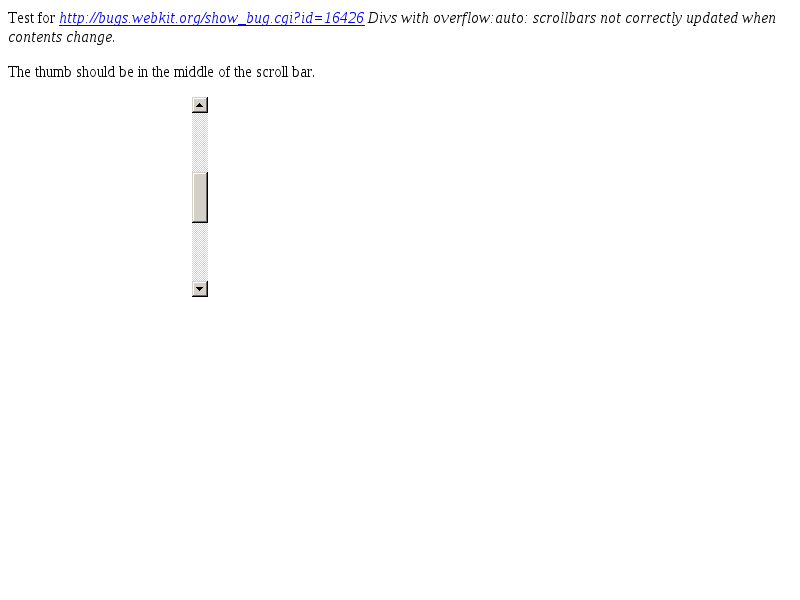 Test for http://bugs.webkit.org/show_bug.cgi?id=16426 Divs with overflow:auto: scrollbars not correctly updated when
contents change.
The thumb should be in the middle of the scroll bar.